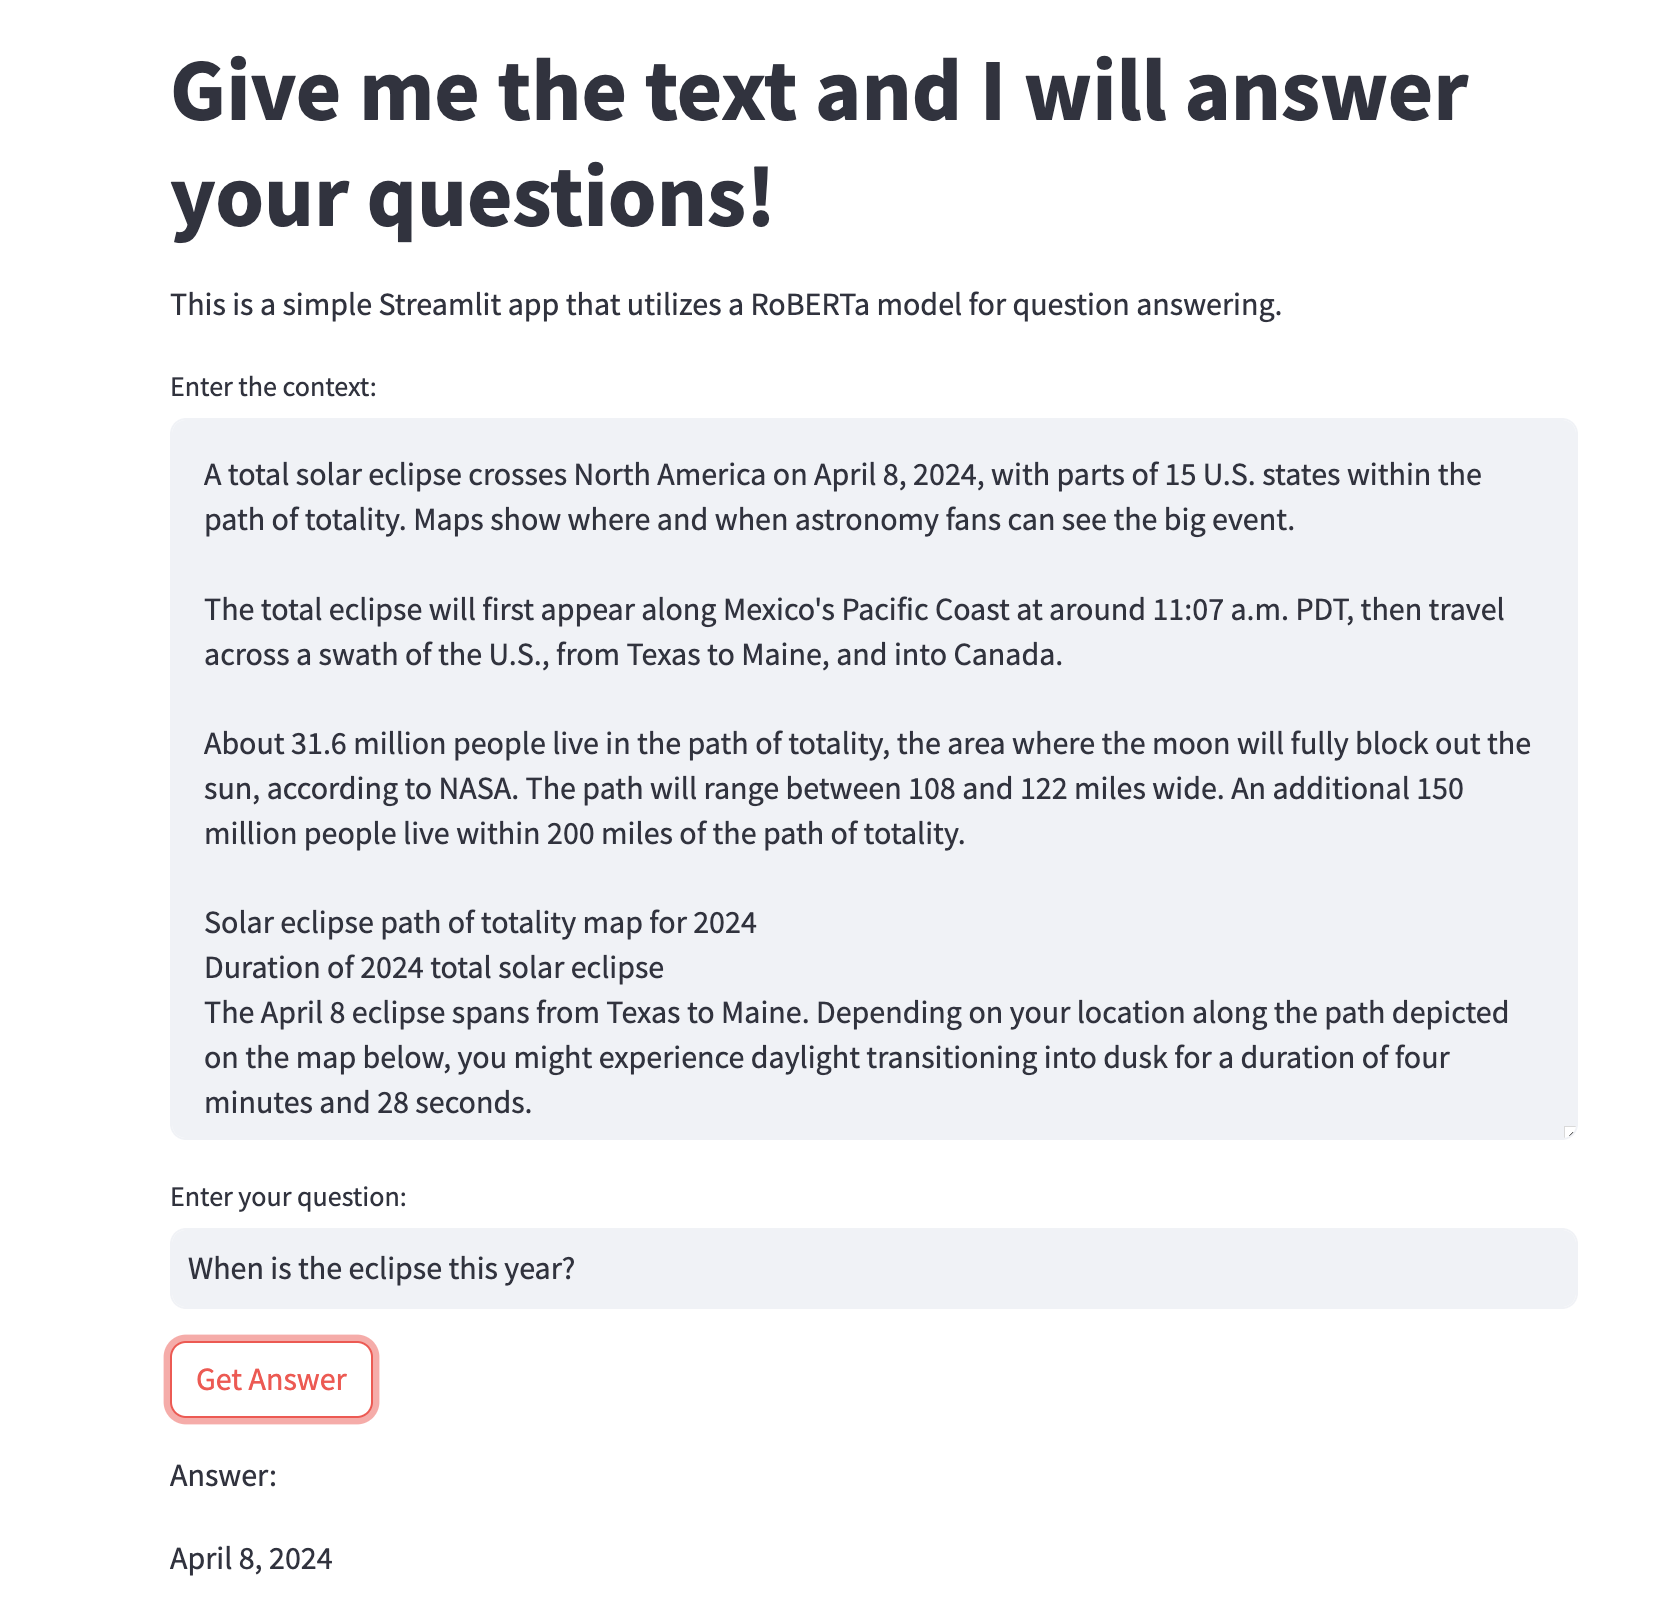 Give me the text and I will answer
your questions!
This is a simple Streamlit app that utilizes a RoBERTa model for question answering.
Enter the context:
A total solar eclipse crosses North America on April 8, 2024, with parts of 15 U.S. states within the
path of totality. Maps show where and when astronomy fans can see the big event.
The total eclipse will first appear along Mexico's Pacific Coast at around 11:07 a.m. PDT, then travel
across a swath of the U.S., from Texas to Maine, and into Canada.
About 31.6 million people live in the path of totality, the area where the moon will fully block out the
sun, according to NASA. The path will range between 108 and 122 miles wide. An additional 150
million people live within 200 miles of the path of totality.
Solar eclipse path of totality map for 2024
Duration of 2024 total solar eclipse
The April 8 eclipse spans from Texas to Maine. Depending on your location along the path depicted
on the map below, you might experience daylight transitioning into dusk for a duration of four
minutes and 28 seconds.
Enter your question:
When is the eclipse this year?
Get Answer
Answer:
April 8, 2024